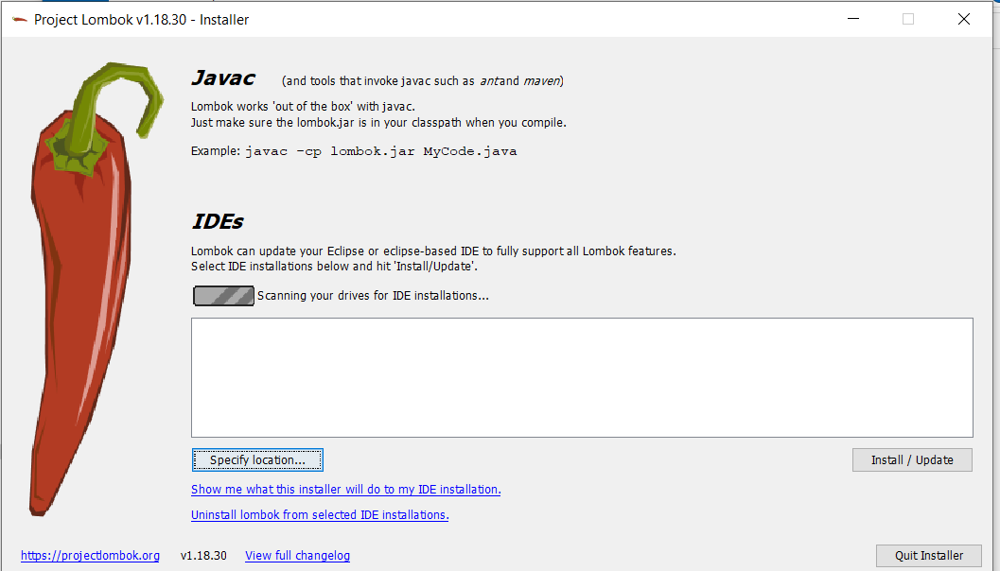 Project Lombok v1.18.30 - Installer
Javac (and tools that invoke javac such as ant and maven)
Lombok works 'out of the box' with javac.
Just make sure the lombok.jar is in your classpath when you compile.
Example: javac -cp lombok.jar MyCode.java
IDEs
Lombok can update your Eclipse or eclipse-based IDE to fully support all Lombok features.
Select IDE installations below and hit 'Install/Update'.
Scanning your drives for IDE installations...
Specify location... Install / Update
Show me what this installer will do to my IDE installation.
Uninstall lombok from selected IDE installations.
https://projectlombok.org v1.18.30 View full changelog Quit Installer